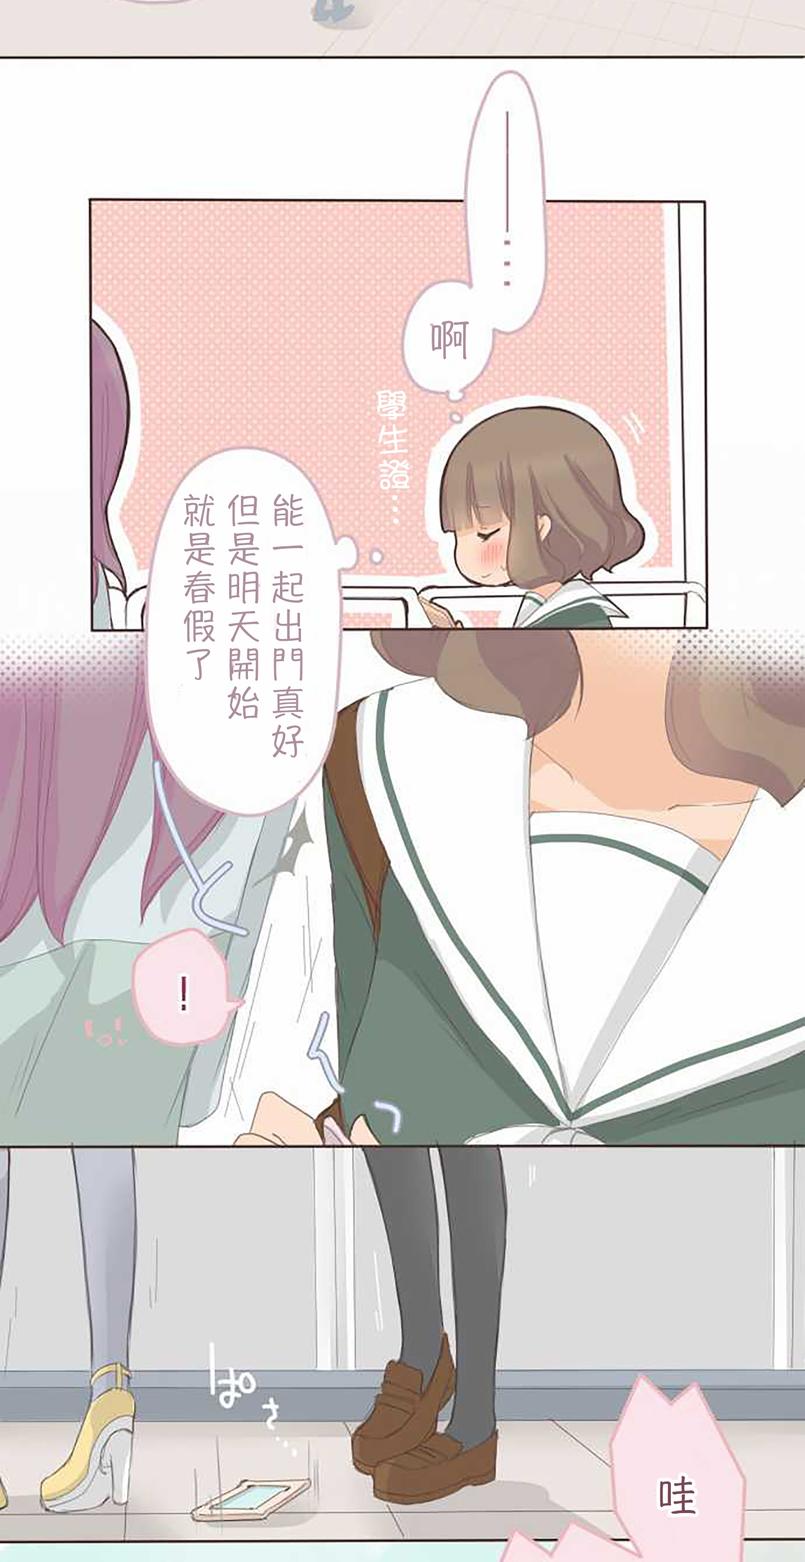 ———…
啊
學生證…
能一起出門真好
但是明天開始
就是春假了
！
ぱさ…
哇